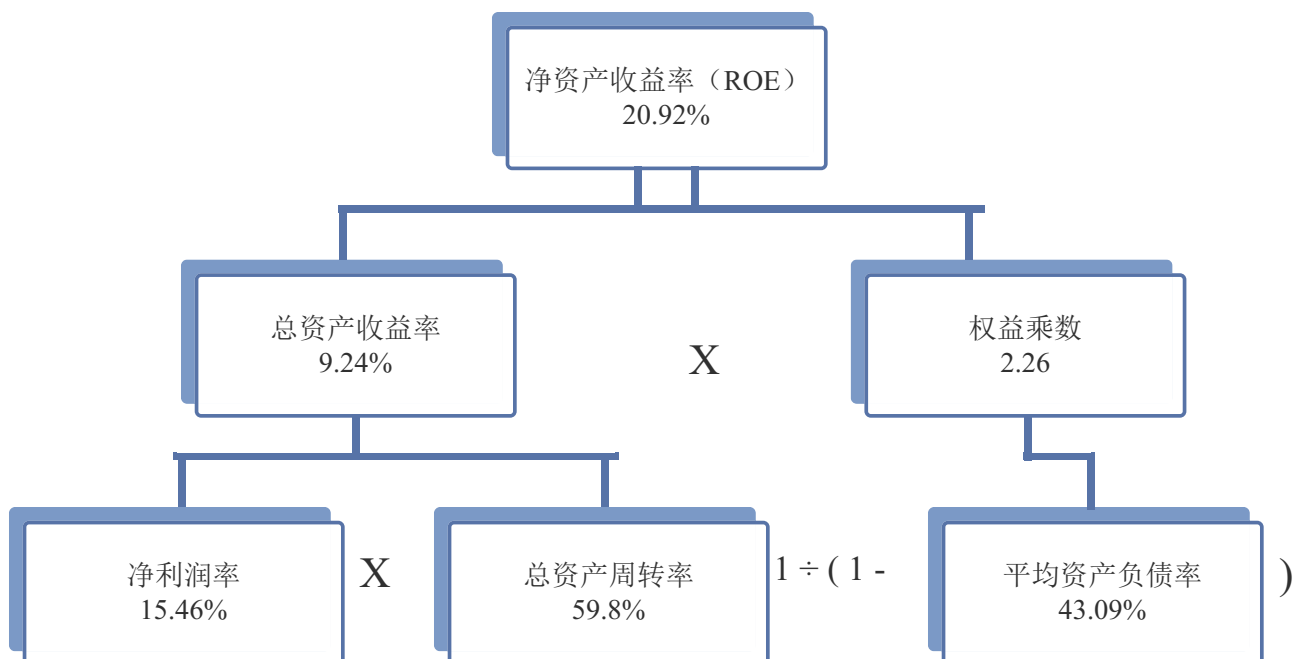 净资产收益率（ROE）
20.92%
总资产收益率
9.24%
X
权益乘数
2.26
净利润率
15.46%
X
总资产周转率
59.8%
1 ÷ ( 1 -
平均资产负债率
43.09%
)